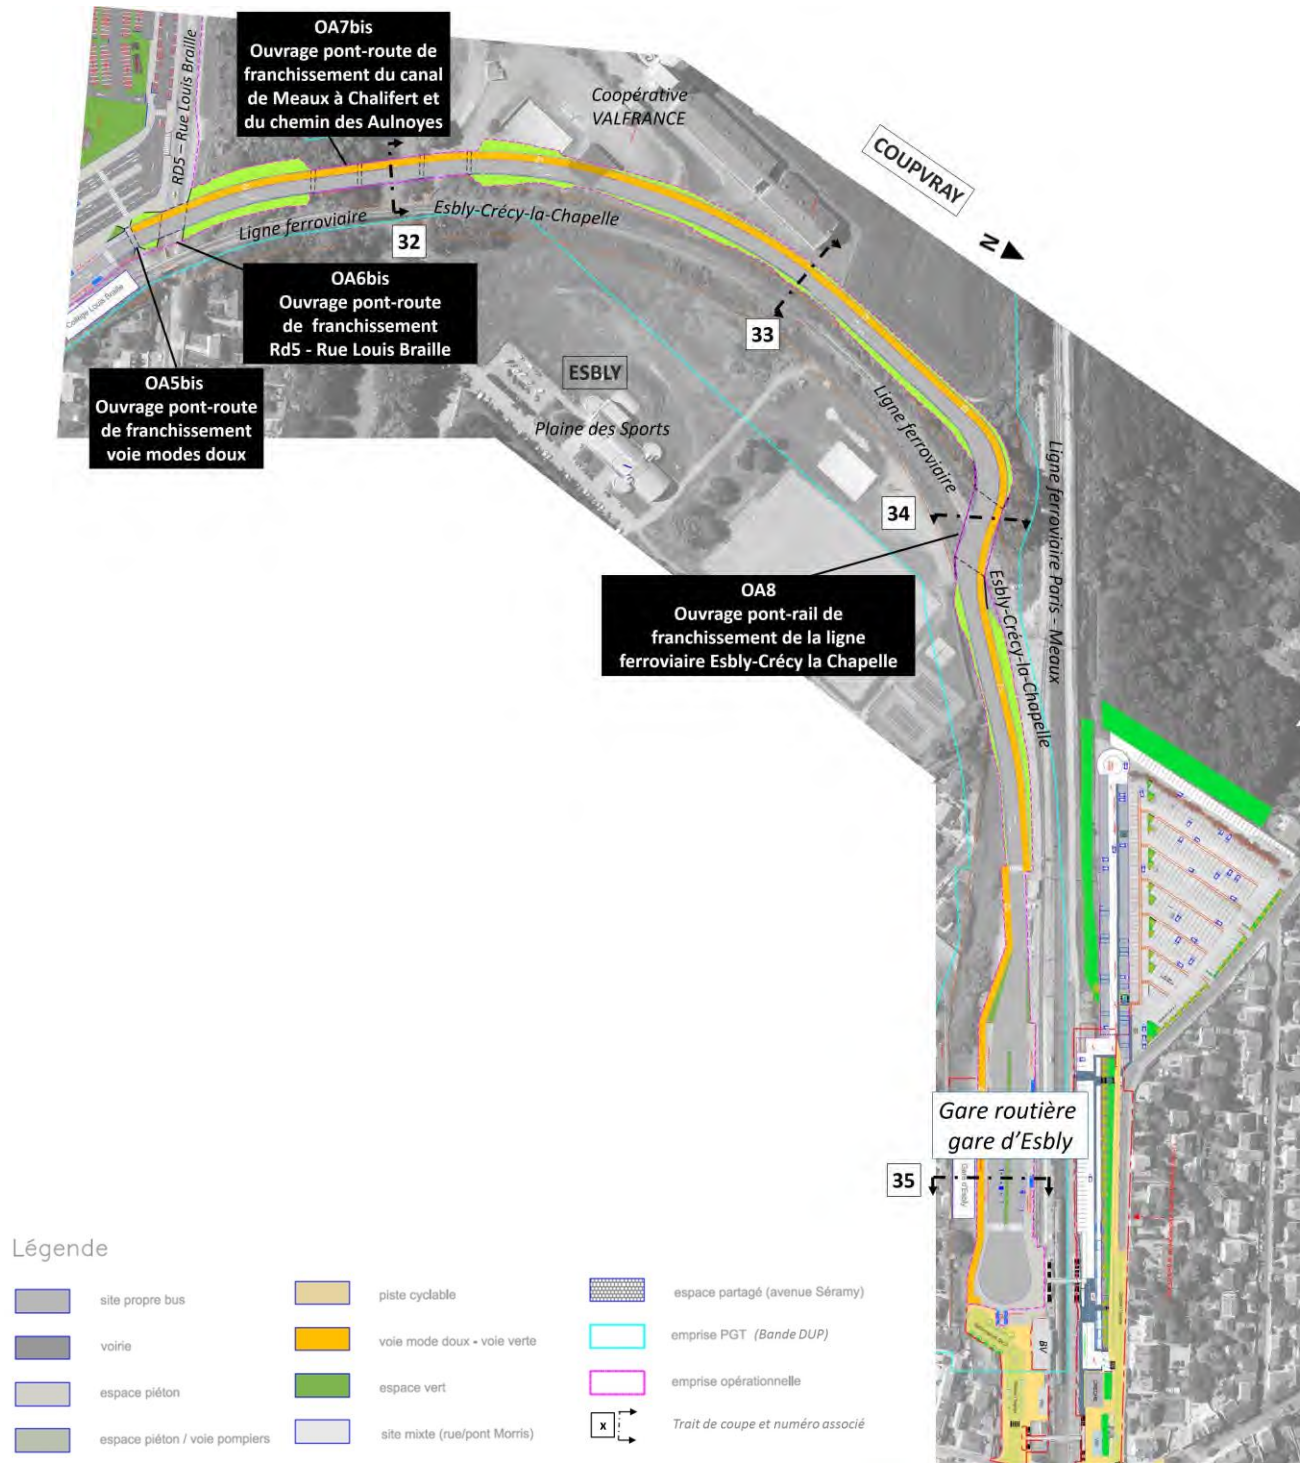 OA7bis
Ouvrage pont-route de
franchissement du canal
de Meaux à Chalifert et
du chemin des Aulnoyes
RD5 – Rue Louis Braille
Coopérative
VALFRANCE
COUPVRAY
N
Ligne ferroviaire
Esbly-Crécy-la-Chapelle
32
Collège Louis Braille
OA6bis
Ouvrage pont-route
de franchissement
Rd5 - Rue Louis Braille
33
OA5bis
Ouvrage pont-route
de franchissement
voie modes doux
ESBLY
Plaine des Sports
Ligne ferroviaire
Ligne ferroviaire Paris - Meaux
34
OA8
Ouvrage pont-rail de
franchissement de la ligne
ferroviaire Esbly-Crécy la Chapelle
Esbly-Crécy-la-Chapelle
Gare routière
gare d'Esbly
35
Gare d'Esbly
BV
Légende
site propre bus
voirie
espace piéton
espace piéton / voie pompiers
piste cyclable
voie mode doux - voie verte
espace vert
site mixte (rue/pont Morris)
espace partagé (avenue Séramy)
emprise PGT (Bande DUP)
emprise opérationnelle
x
Trait de coupe et numéro associé